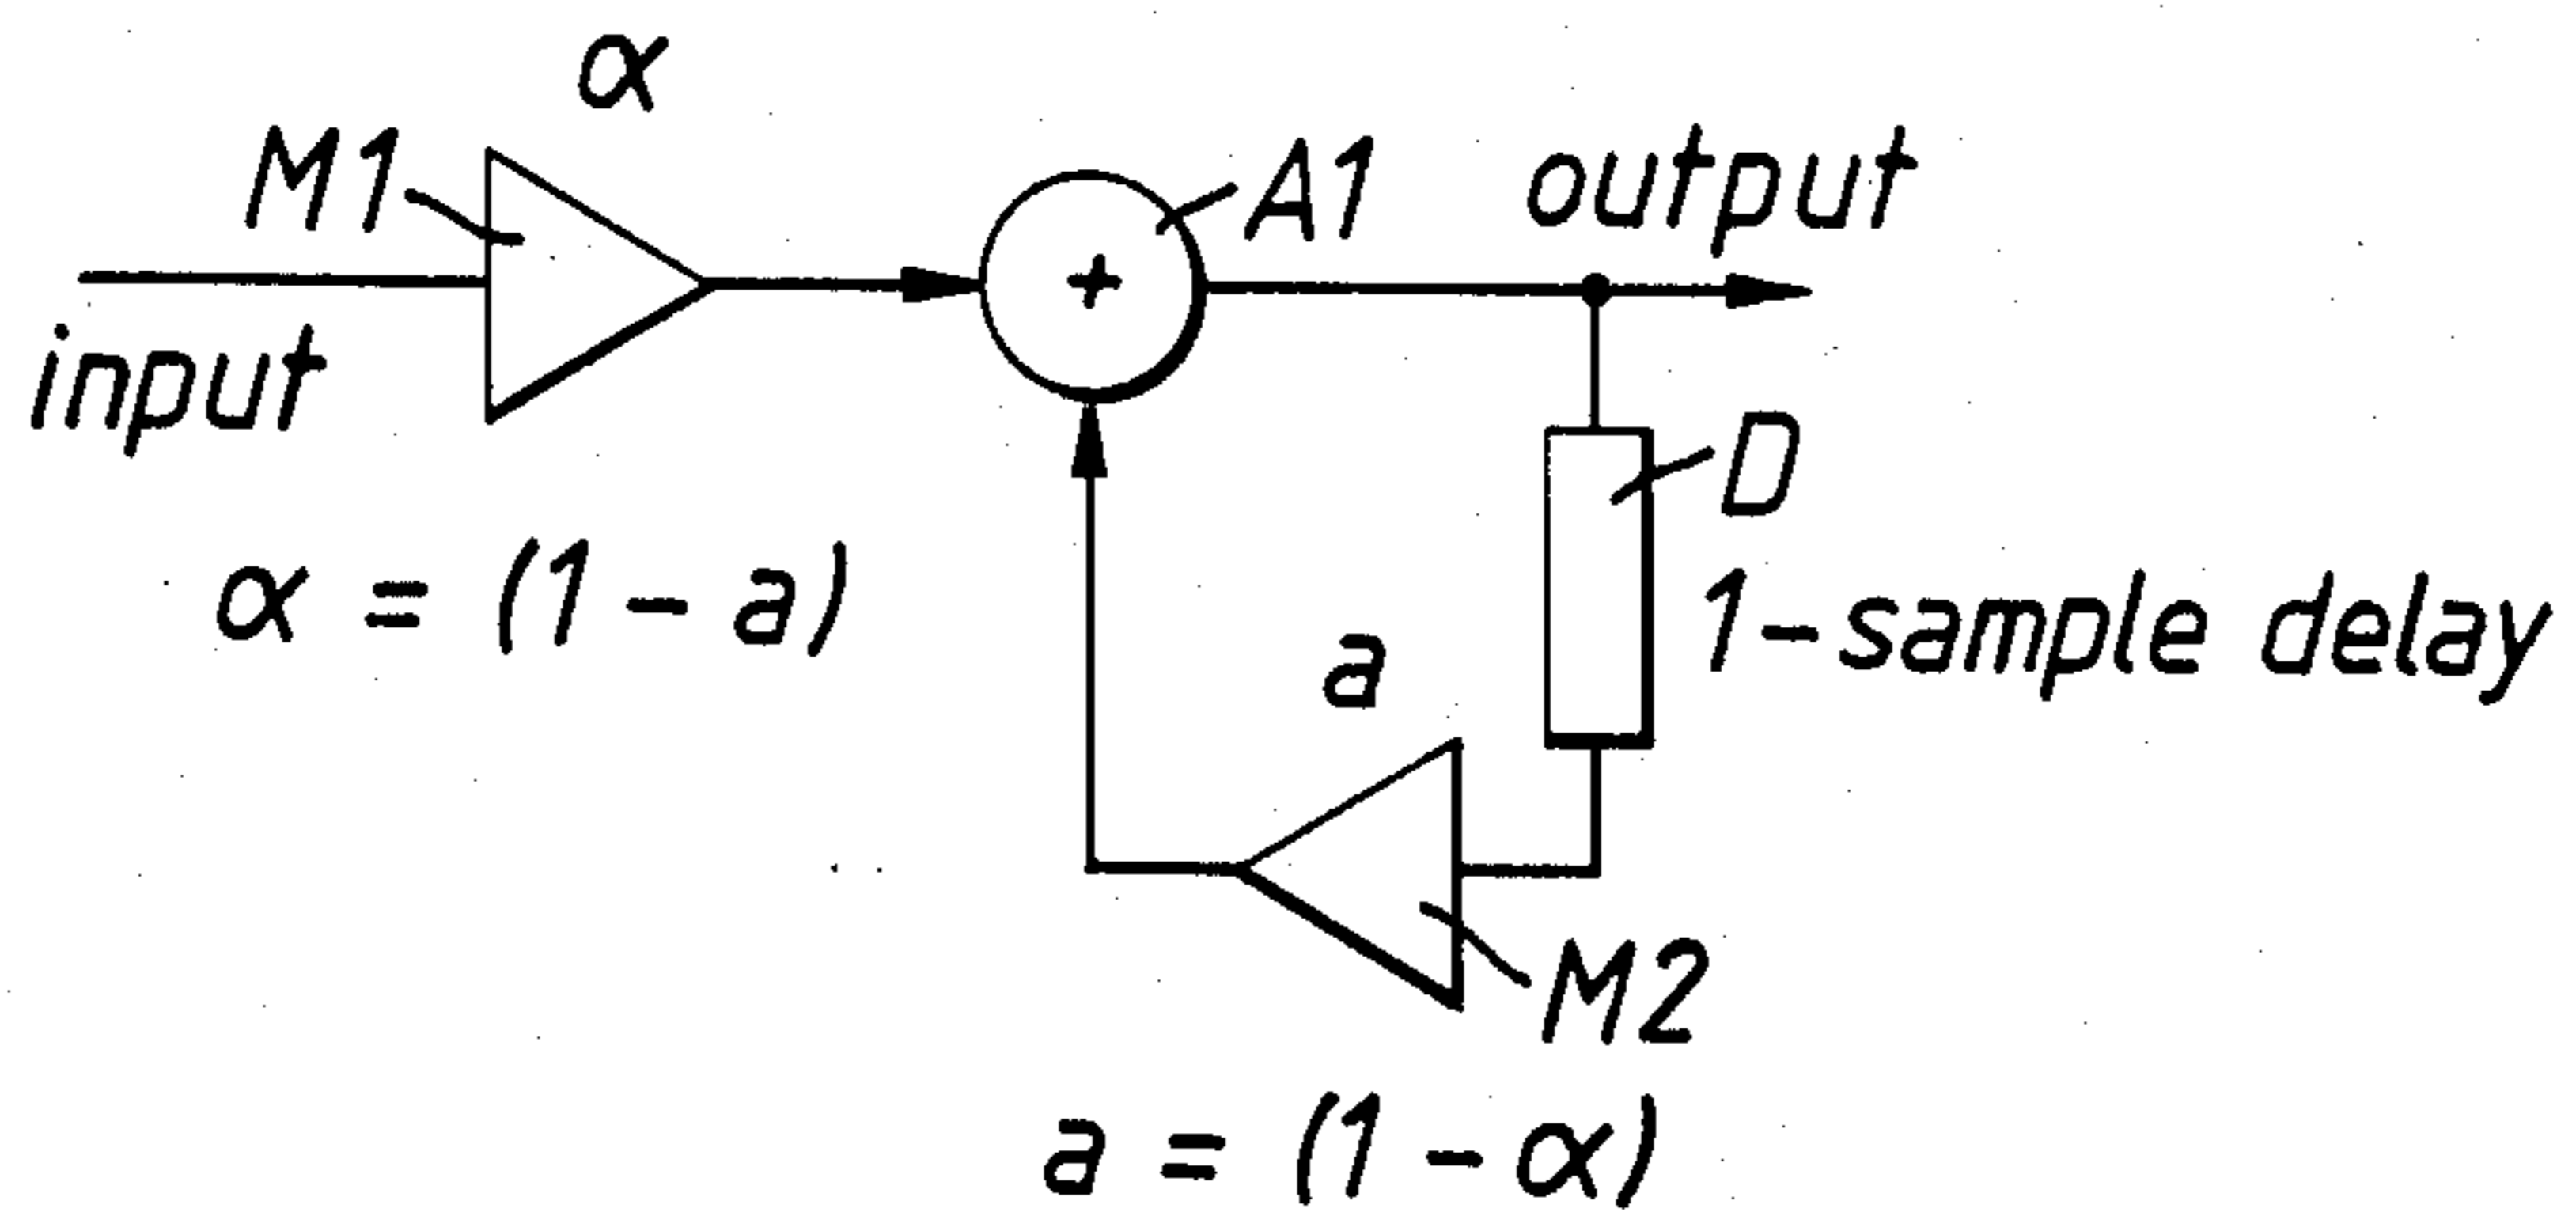 α
M1
A1
output
+
input
D
α = (1 - a)
1-sample delay
a
M2
a = (1 - α)